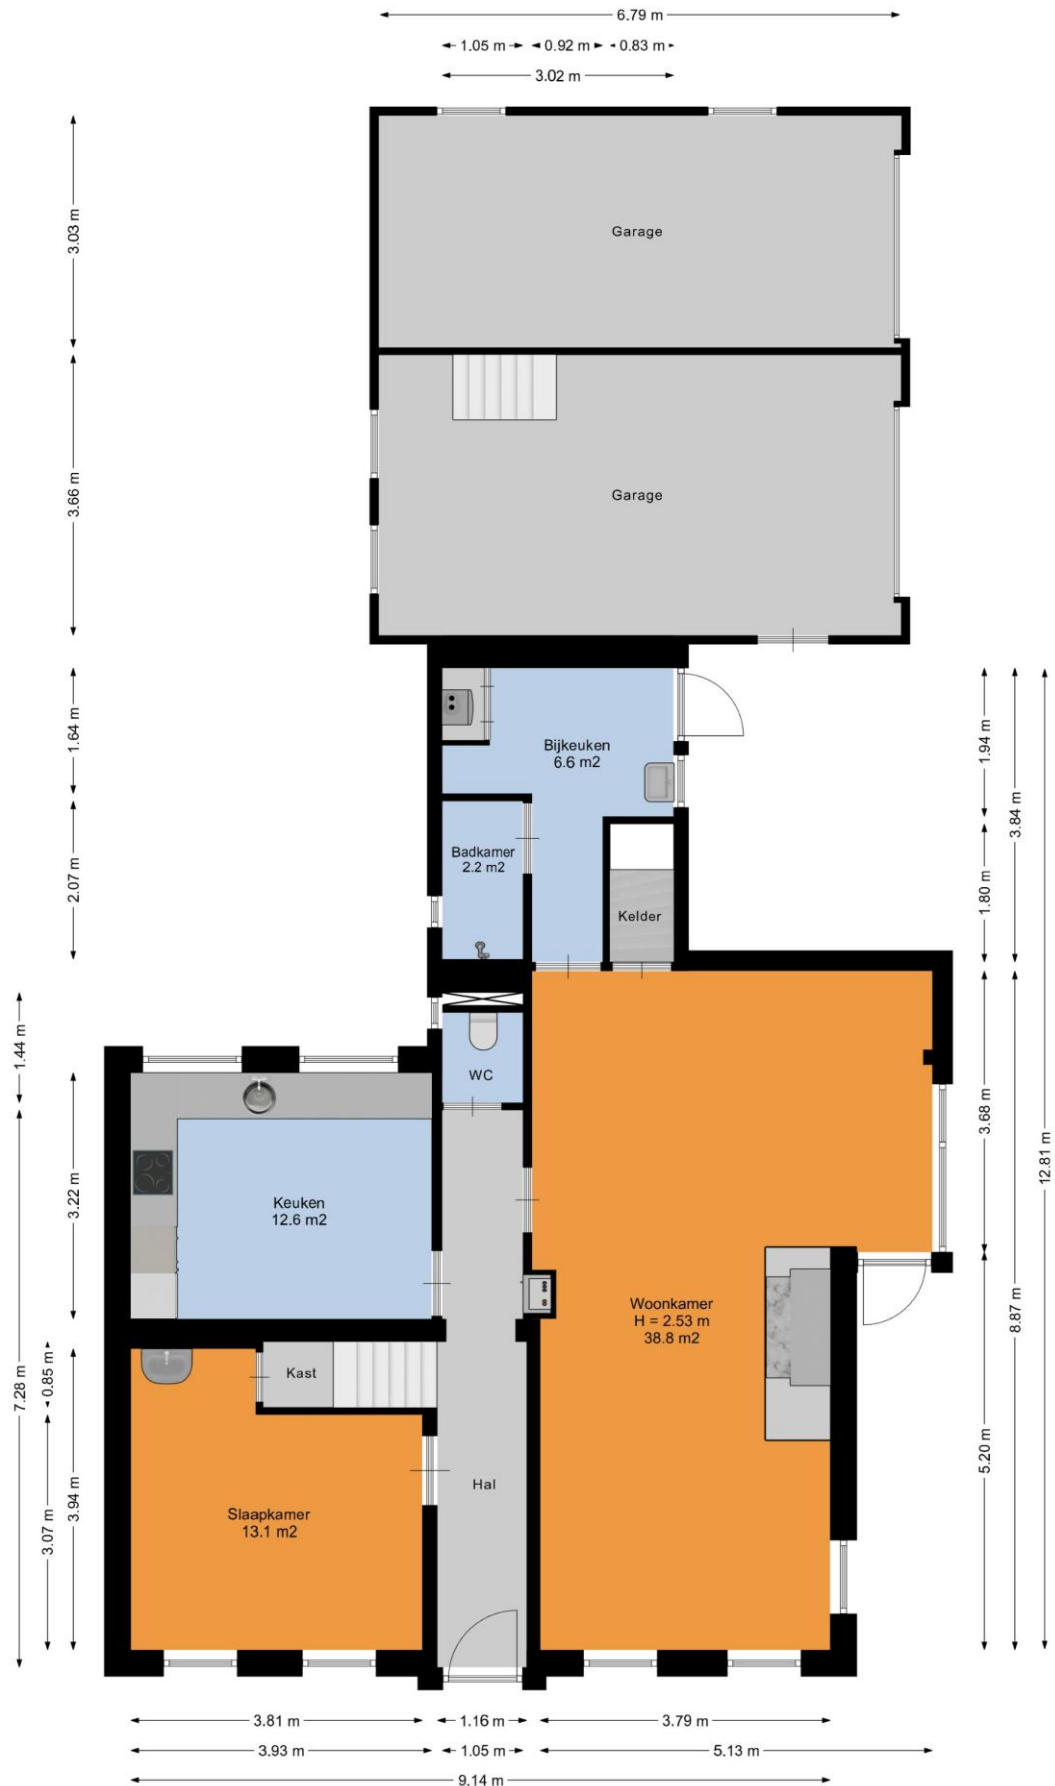 6.79 m
1.05 m
0.92 m
0.83 m
3.02 m
3.03 m
Garage
3.66 m
Garage
1.64 m
Bijkeuken
6.6 m2
1.94 m
3.84 m
2.07 m
Badkamer
2.2 m2
Kelder
1.80 m
12.81 m
1.44 m
WC
3.68 m
3.22 m
Keuken
12.6 m2
Woonkamer
H = 2.53 m
38.8 m2
8.87 m
7.28 m
0.85 m
Kast
5.20 m
3.94 m
3.07 m
Slaapkamer
13.1 m2
Hal
3.81 m
1.16 m
3.79 m
3.93 m
1.05 m
5.13 m
9.14 m